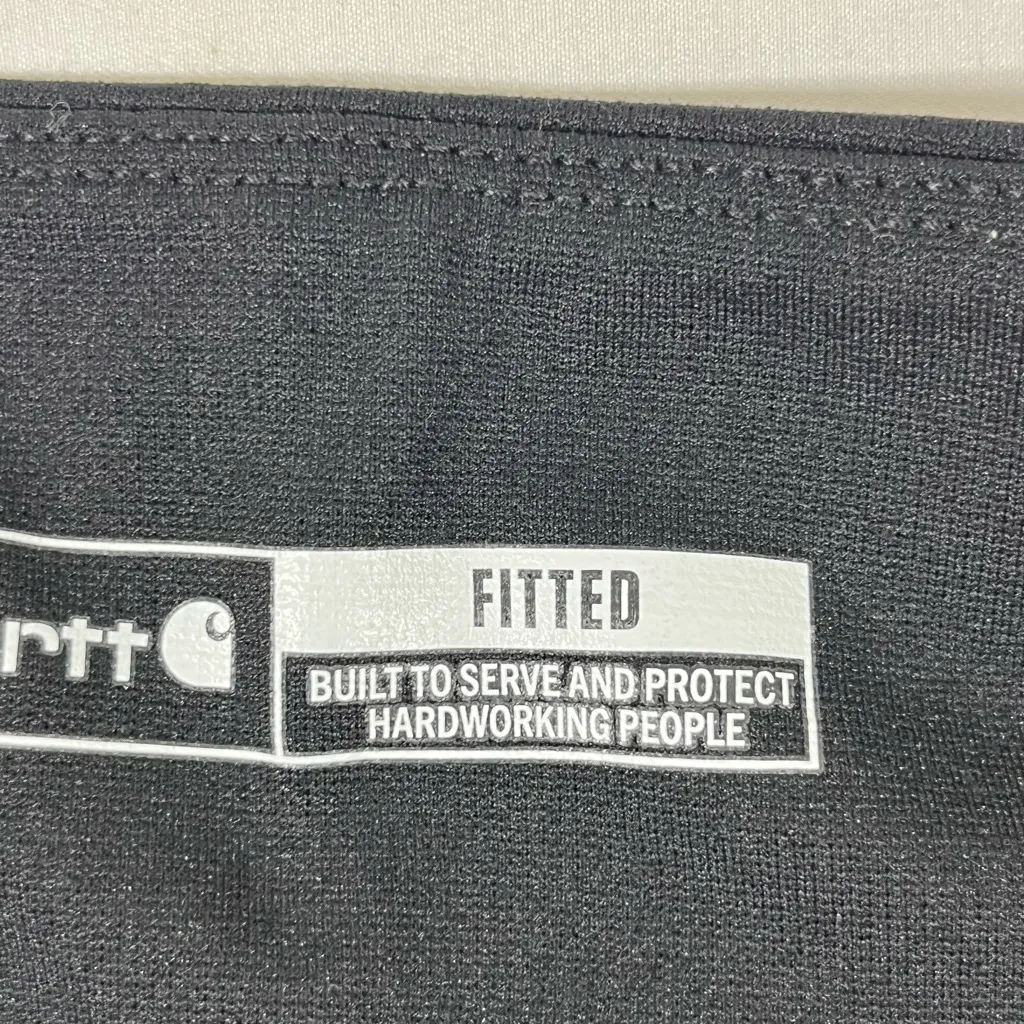 rtt
FITTED
BUILT TO SERVE AND PROTECT
HARDWORKING PEOPLE